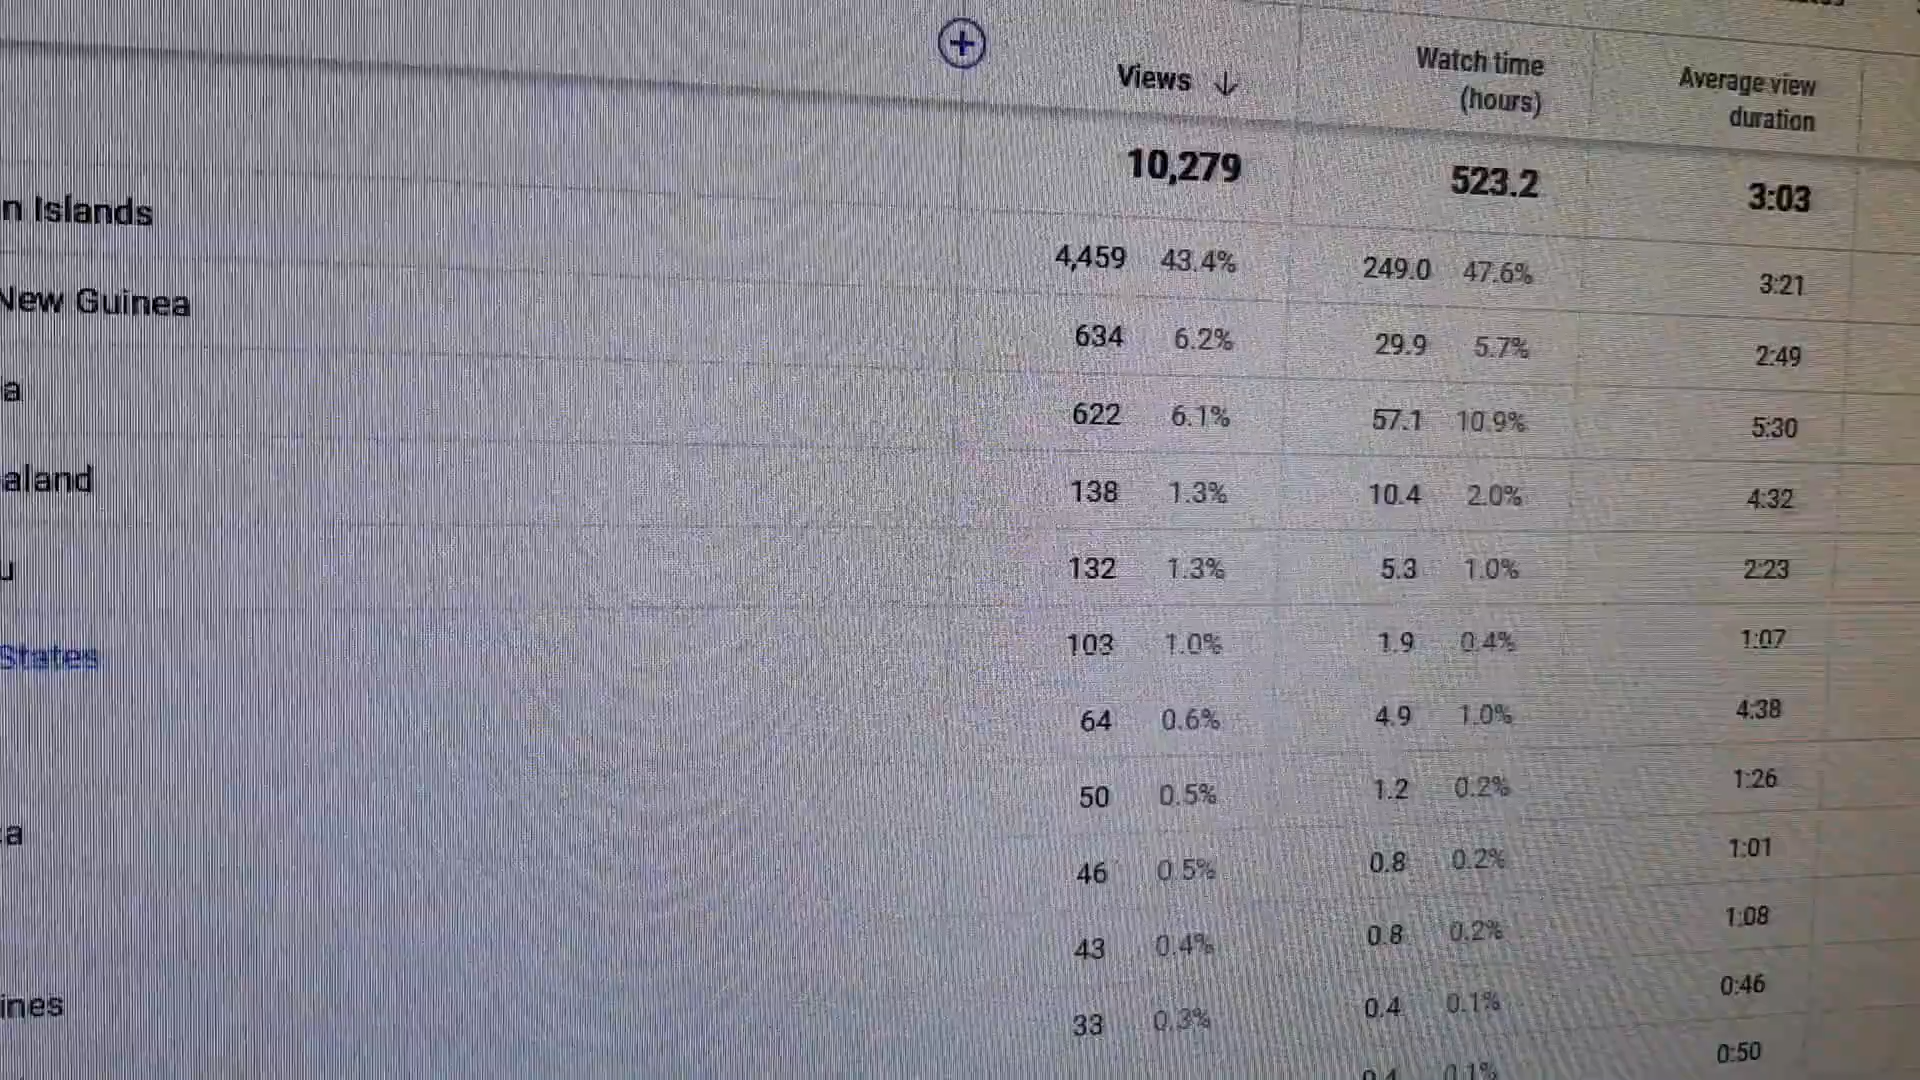 Views ↓ Watch time (hours) Average view duration
10,279 523.2 3:03
n Islands 4,459 43.4% 249.0 47.6% 3:21
New Guinea 634 6.2% 29.9 5.7% 2:49
a 622 6.1% 57.1 10.9% 5:30
aland 138 1.3% 10.4 2.0% 4:32
u 132 1.3% 5.3 1.0% 2:23
States 103 1.0% 1.9 0.4% 1:07
64 0.6% 4.9 1.0% 4:38
a 50 0.5% 1.2 0.2% 1:26
46 0.5% 0.8 0.2% 1:01
ines 43 0.4% 0.8 0.2% 1:08
33 0.3% 0.4 0.1% 0:46
0.4 0.1% 0:50